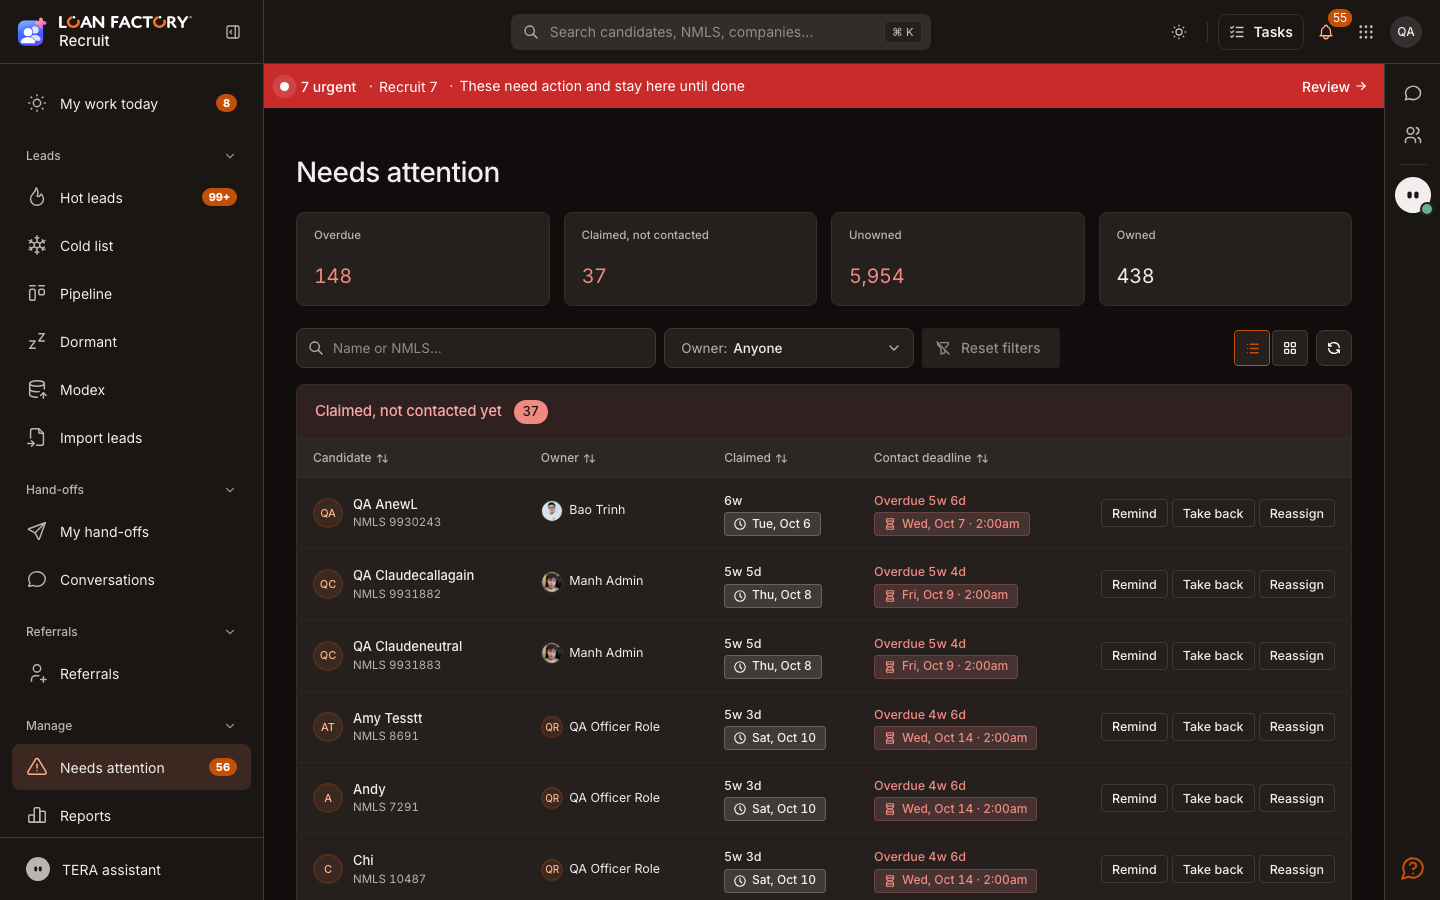 LOAN FACTORY
Recruit
Search candidates, NMLS, companies...
⌘ K
Tasks
55
QA
My work today
8
Leads
Hot leads
99+
Cold list
Pipeline
Dormant
Modex
Import leads
Hand-offs
My hand-offs
Conversations
Referrals
Referrals
Manage
Needs attention
56
Reports
TERA assistant
7 urgent · Recruit 7 · These need action and stay here until done
Review →
Needs attention
Overdue
148
Claimed, not contacted
37
Unowned
5,954
Owned
438
Name or NMLS...
Owner: Anyone
Reset filters
Claimed, not contacted yet 37
Candidate Owner Claimed Contact deadline
QA
QA AnewL
NMLS 9930243
Bao Trinh
6w
Tue, Oct 6
Overdue 5w 6d
Wed, Oct 7 · 2:00am
Remind Take back Reassign
QC
QA Claudecallagain
NMLS 9931882
Manh Admin
5w 5d
Thu, Oct 8
Overdue 5w 4d
Fri, Oct 9 · 2:00am
Remind Take back Reassign
QC
QA Claudeneutral
NMLS 9931883
Manh Admin
5w 5d
Thu, Oct 8
Overdue 5w 4d
Fri, Oct 9 · 2:00am
Remind Take back Reassign
AT
Amy Tesstt
NMLS 8691
QR QA Officer Role
5w 3d
Sat, Oct 10
Overdue 4w 6d
Wed, Oct 14 · 2:00am
Remind Take back Reassign
A
Andy
NMLS 7291
QR QA Officer Role
5w 3d
Sat, Oct 10
Overdue 4w 6d
Wed, Oct 14 · 2:00am
Remind Take back Reassign
C
Chi
NMLS 10487
QR QA Officer Role
5w 3d
Sat, Oct 10
Overdue 4w 6d
Wed, Oct 14 · 2:00am
Remind Take back Reassign